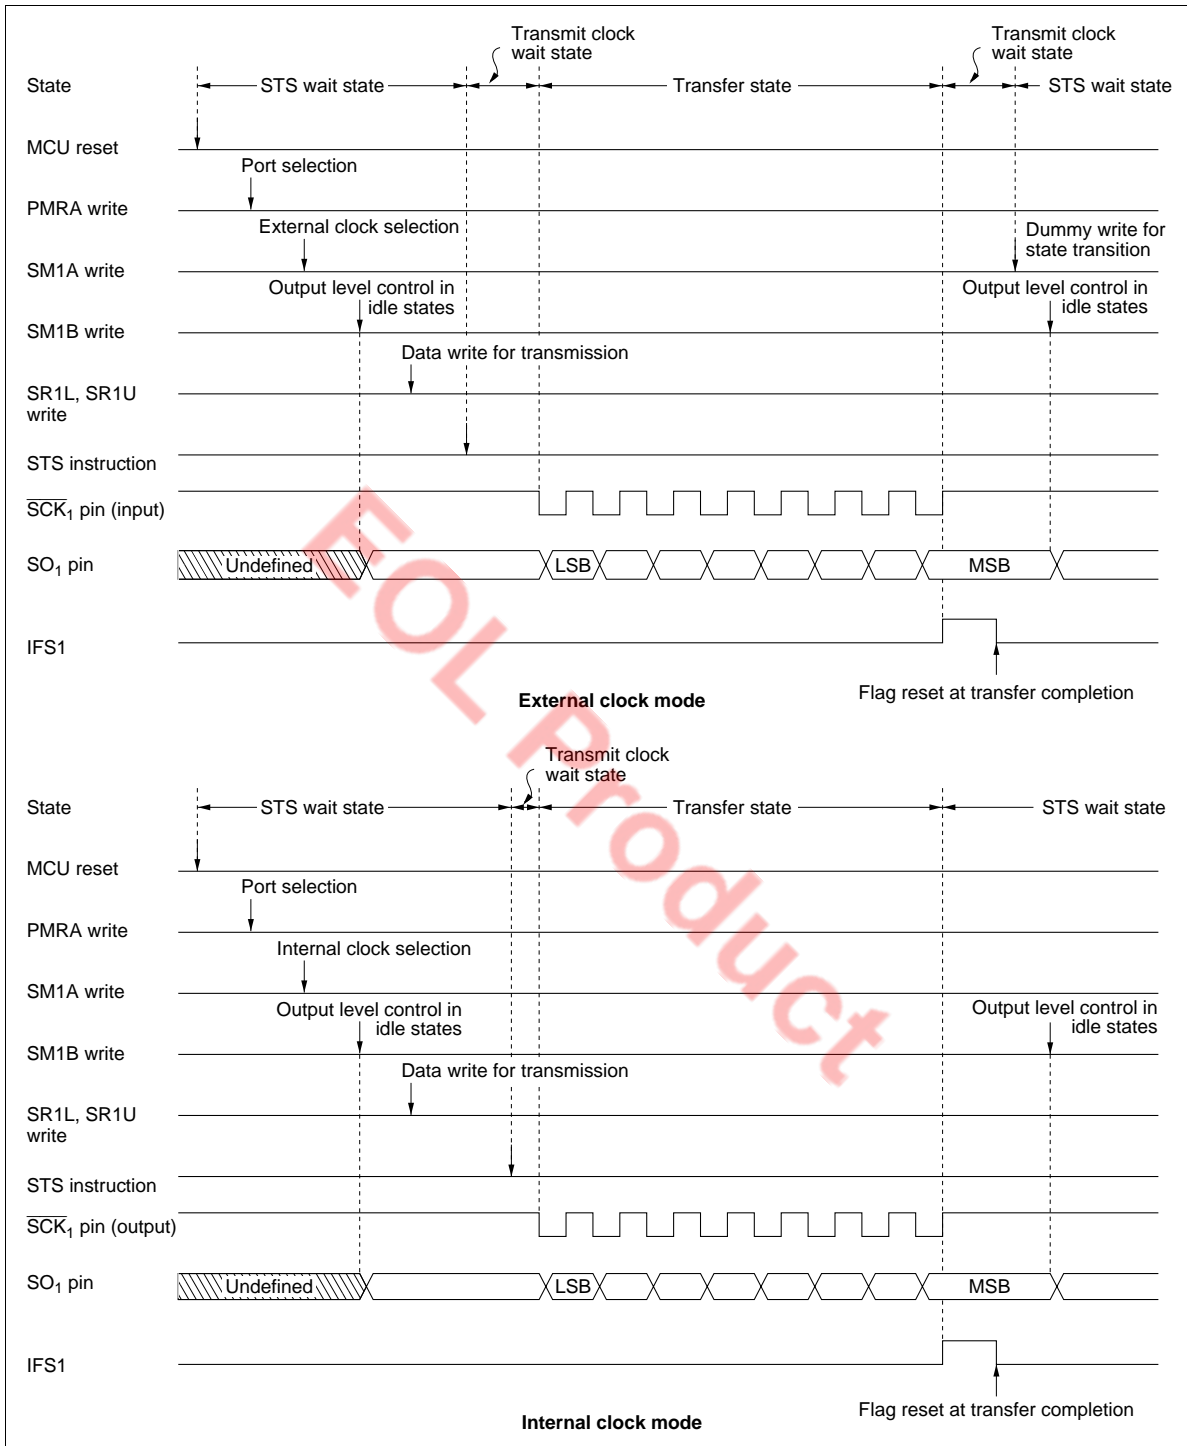 Transmit clock
wait state
Transmit clock
wait state
State
STS wait state
Transfer state
STS wait state
MCU reset
Port selection
PMRA write
External clock selection
Dummy write for
state transition
SM1A write
Output level control in
idle states
Output level control in
idle states
SM1B write
Data write for transmission
SR1L, SR1U
write
STS instruction
SCK1 pin (input)
SO1 pin
Undefined
LSB
MSB
IFS1
Flag reset at transfer completion
External clock mode
Transmit clock
wait state
State
STS wait state
Transfer state
STS wait state
MCU reset
Port selection
PMRA write
Internal clock selection
SM1A write
Output level control in
idle states
Output level control in
idle states
SM1B write
Data write for transmission
SR1L, SR1U
write
STS instruction
SCK1 pin (output)
SO1 pin
Undefined
LSB
MSB
IFS1
Flag reset at transfer completion
Internal clock mode
EOL Product